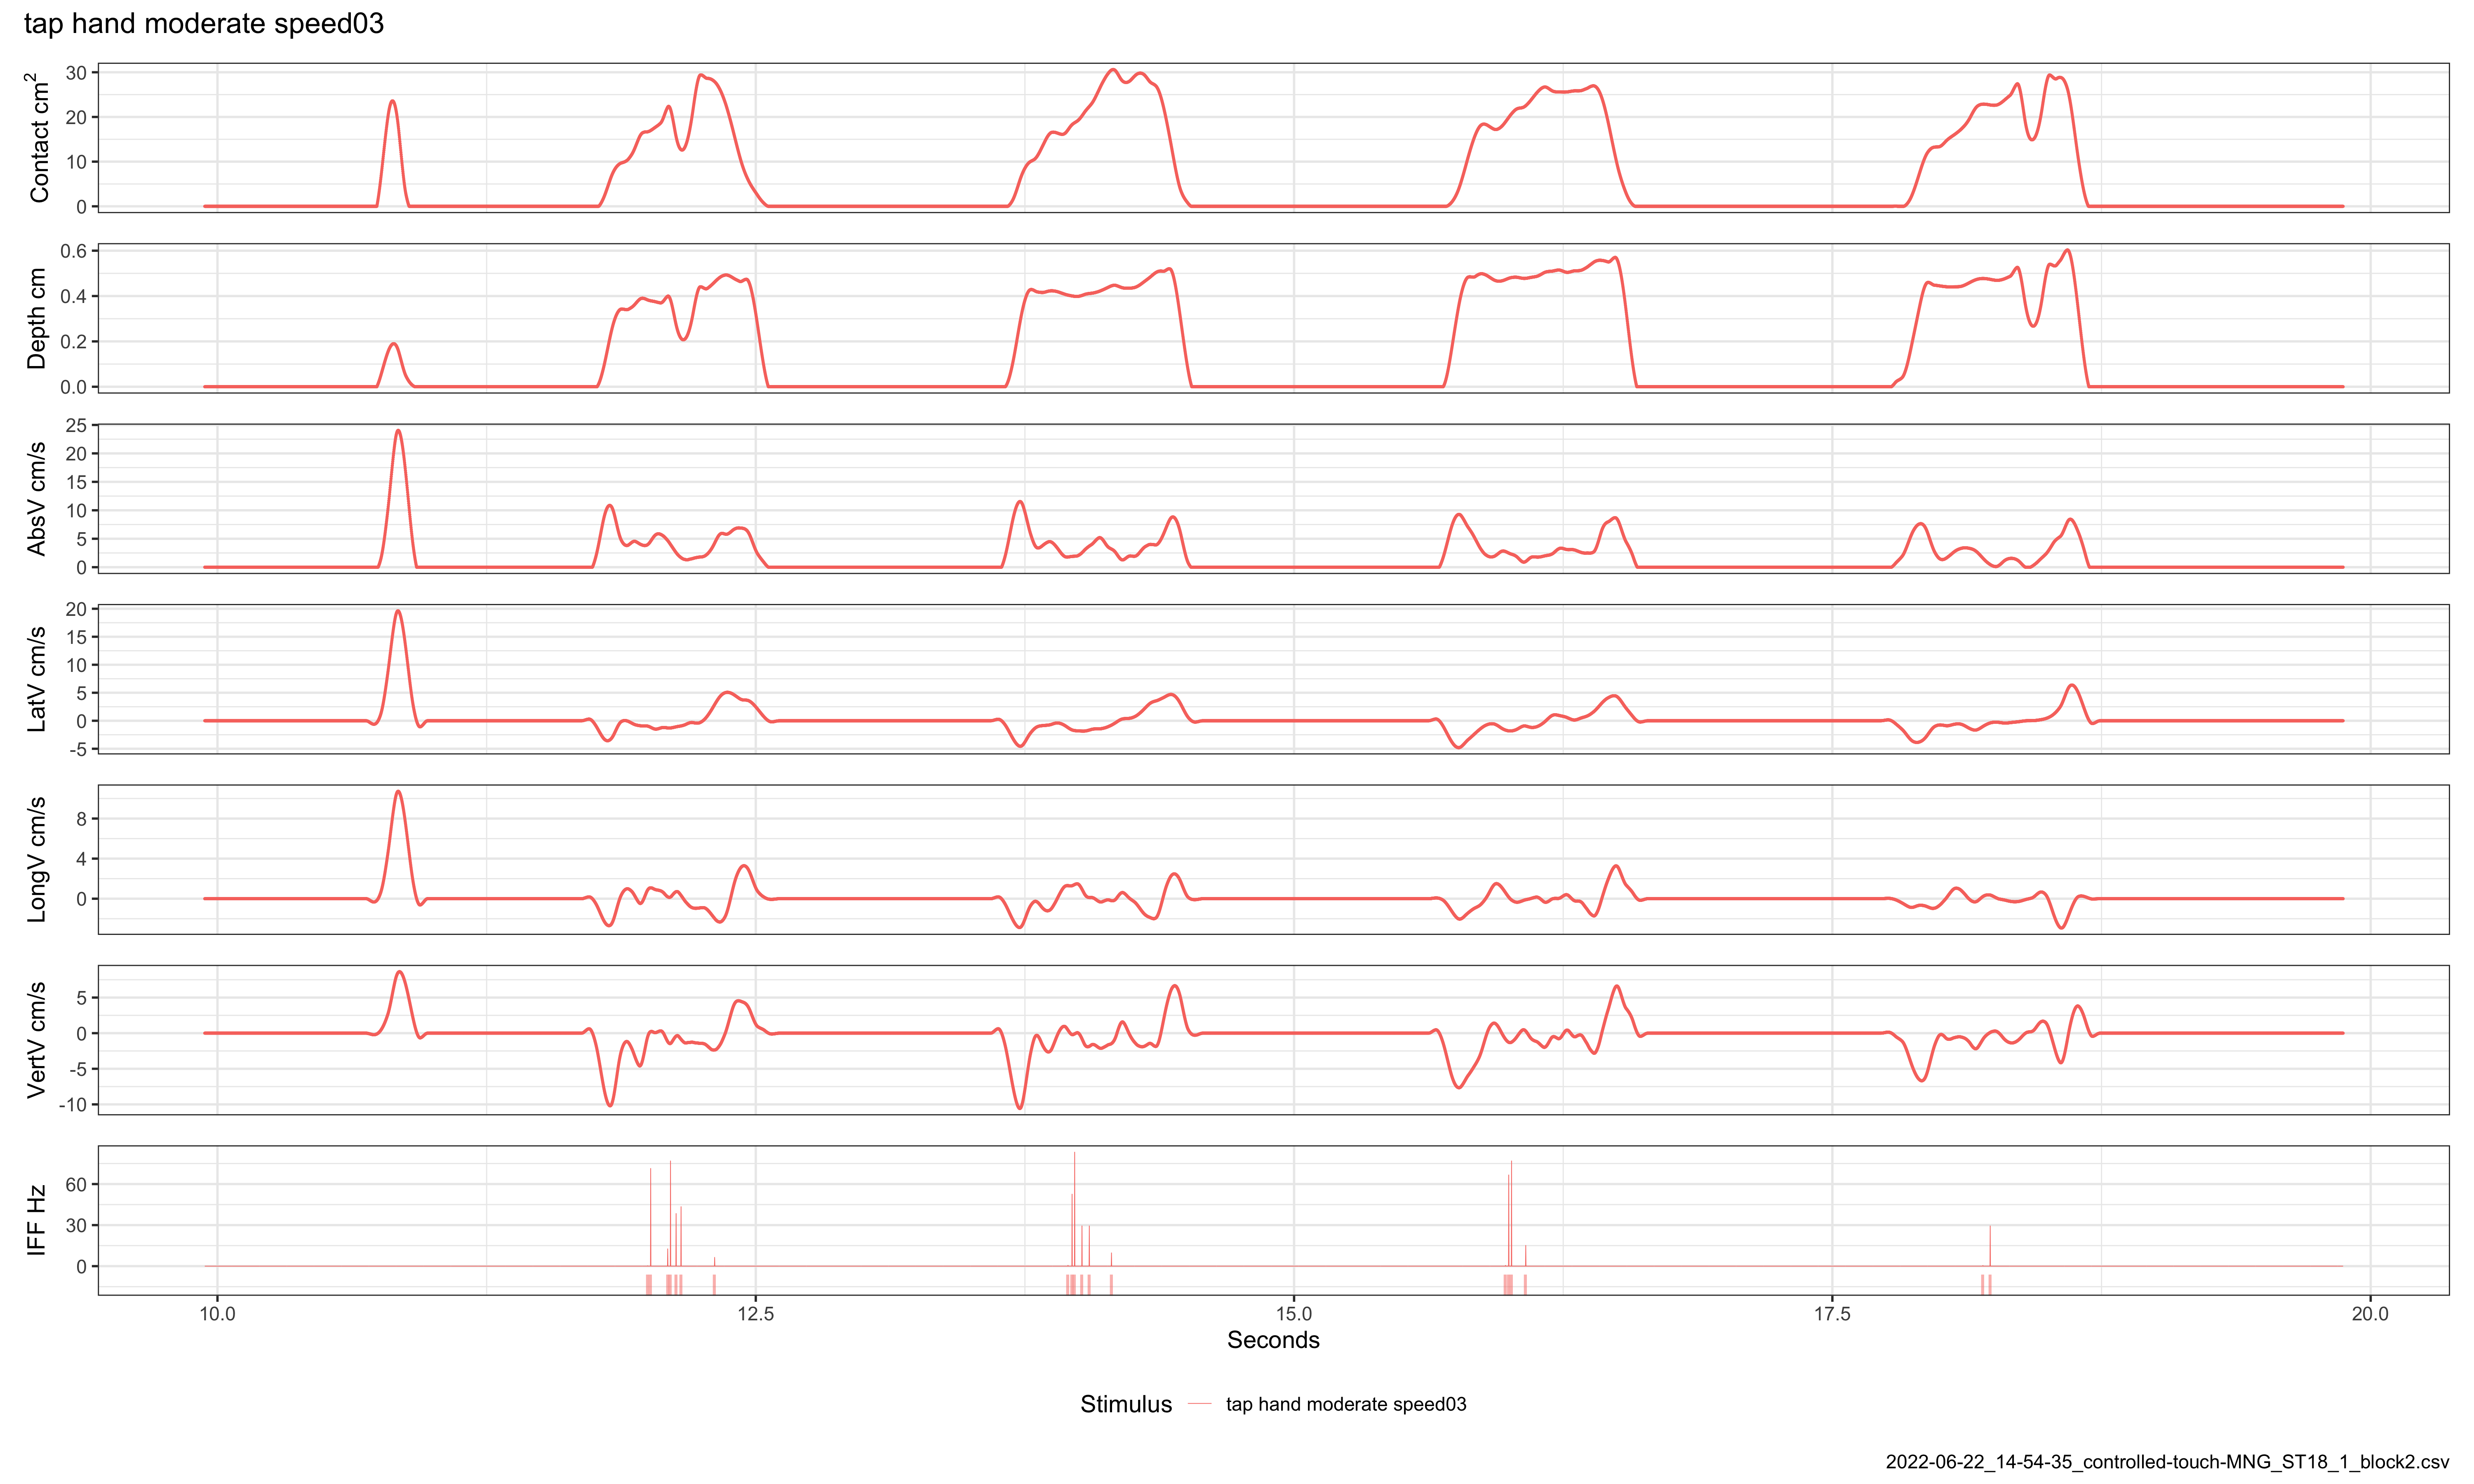 tap hand moderate speed03
Contact cm²
30
20
10
0
Depth cm
0.6
0.4
0.2
0.0
AbsV cm/s
25
20
15
10
5
0
LatV cm/s
20
15
10
5
0
-5
LongV cm/s
8
4
0
VertV cm/s
5
0
-5
-10
IFF Hz
60
30
0
10.0 12.5 15.0 17.5 20.0
Seconds
Stimulus tap hand moderate speed03
2022-06-22_14-54-35_controlled-touch-MNG_ST18_1_block2.csv